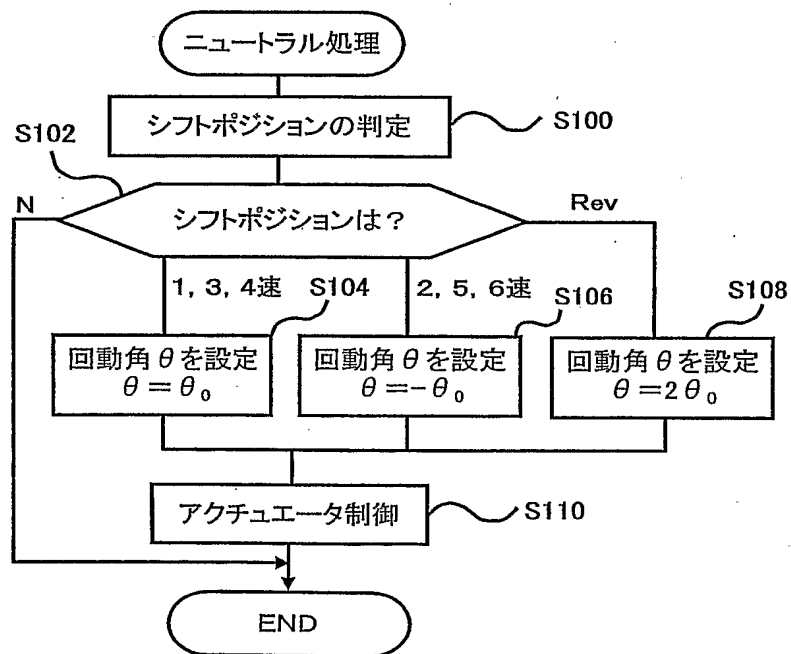 ニュートラル処理
シフトポジションの判定
S100
S102
シフトポジションは?
N
Rev
1, 3, 4速
S104
2, 5, 6速
S106
S108
回動角θを設定
θ=θ₀
回動角θを設定
θ=-θ₀
回動角θを設定
θ=2θ₀
アクチュエータ制御
S110
END